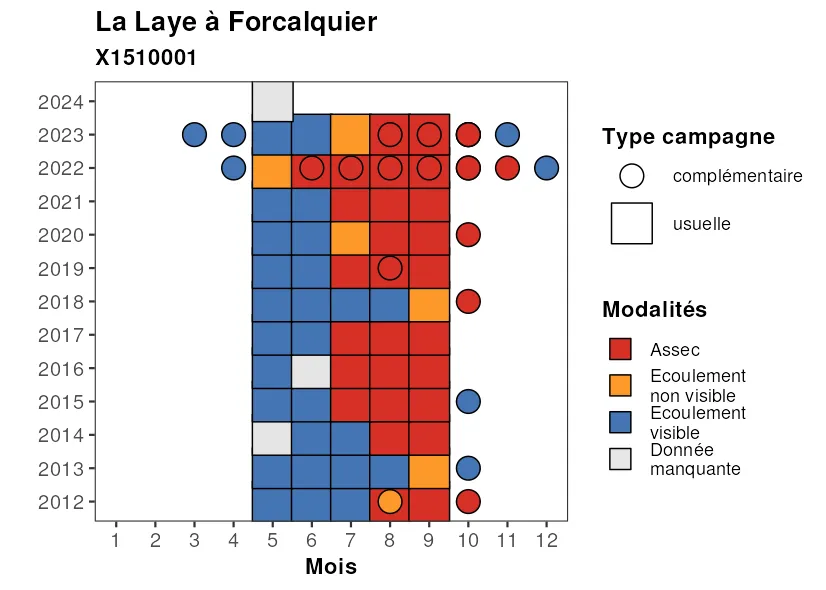 La Laye à Forcalquier
X1510001
2024
2023
2022
2021
2020
2019
2018
2017
2016
2015
2014
2013
2012
1 2 3 4 5 6 7 8 9 10 11 12
Mois
Type campagne
complémentaire
usuelle
Modalités
Assec
Ecoulement
non visible
Ecoulement
visible
Donnée
manquante